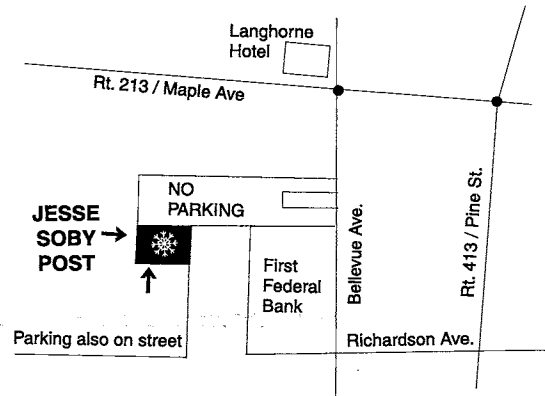 Langhorne
Hotel
Rt. 213 / Maple Ave
NO
PARKING
JESSE
SOBY
POST
First
Federal
Bank
Bellevue Ave.
Rt. 413 / Pine St.
Parking also on street
Richardson Ave.